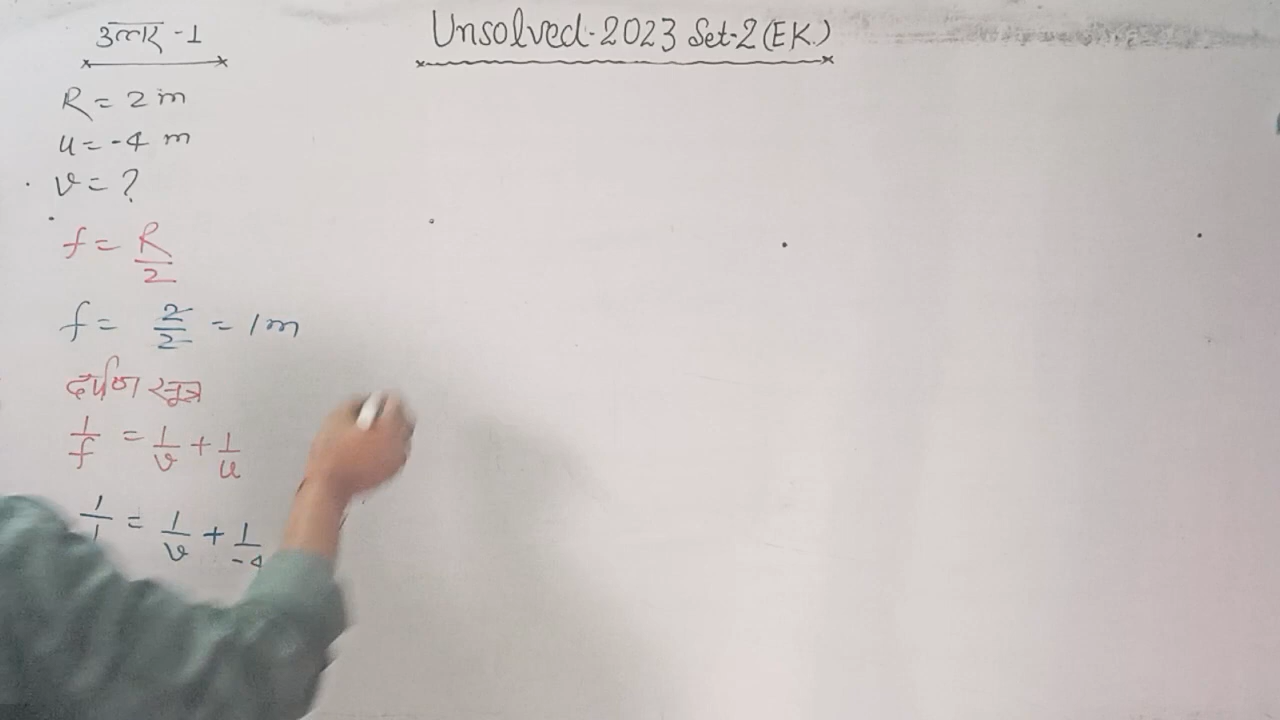 उत्तर -1
Unsolved-2023 Set-2(EK.)
R = 2 m
u = -4 m
v = ?
f = R/2
f = 2/2 = 1m
दर्पण सूत्र
1/f = 1/v + 1/u
1/1 = 1/v + 1/-4